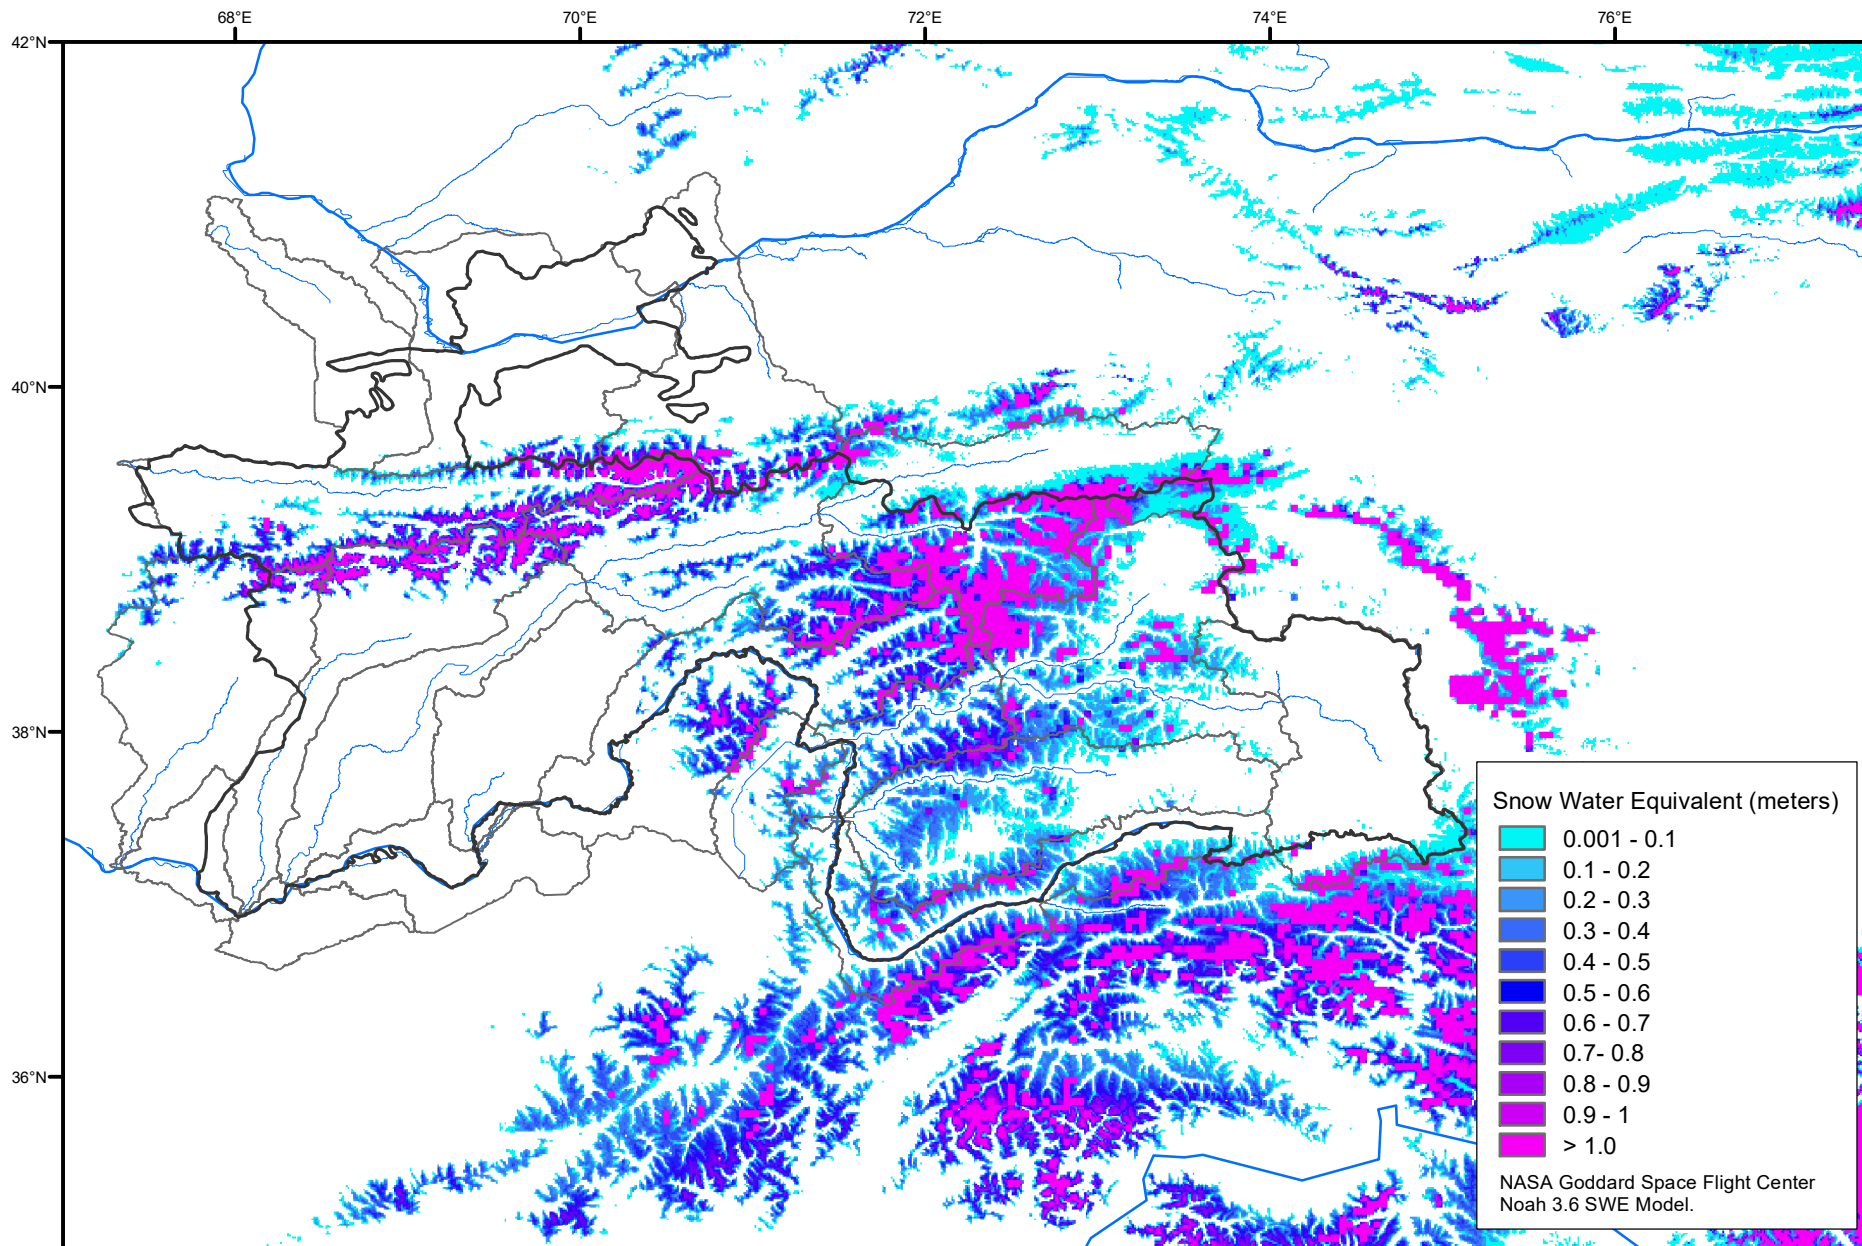 68°E
70°E
72°E
74°E
76°E
42°N
40°N
38°N
36°N
Snow Water Equivalent (meters)
0.001 - 0.1
0.1 - 0.2
0.2 - 0.3
0.3 - 0.4
0.4 - 0.5
0.5 - 0.6
0.6 - 0.7
0.7- 0.8
0.8 - 0.9
0.9 - 1
> 1.0
NASA Goddard Space Flight Center
Noah 3.6 SWE Model.